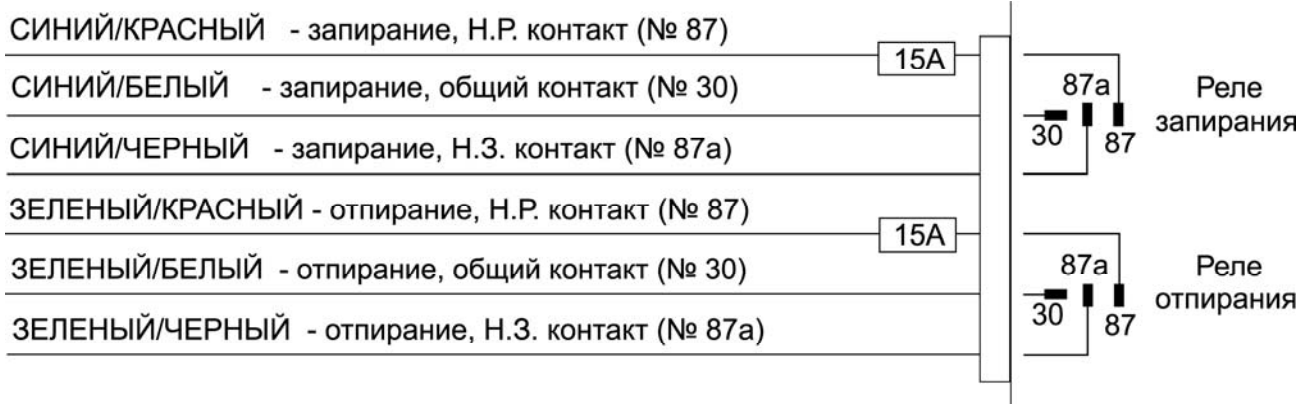 СИНИЙ/КРАСНЫЙ - запирание, Н.Р. контакт (№ 87)
15А
СИНИЙ/БЕЛЫЙ - запирание, общий контакт (№ 30)
СИНИЙ/ЧЕРНЫЙ - запирание, Н.З. контакт (№ 87а)
87а
30
87
Реле
запирания
ЗЕЛЕНЫЙ/КРАСНЫЙ - отпирание, Н.Р. контакт (№ 87)
15А
ЗЕЛЕНЫЙ/БЕЛЫЙ - отпирание, общий контакт (№ 30)
ЗЕЛЕНЫЙ/ЧЕРНЫЙ - отпирание, Н.З. контакт (№ 87а)
87а
30
87
Реле
отпирания